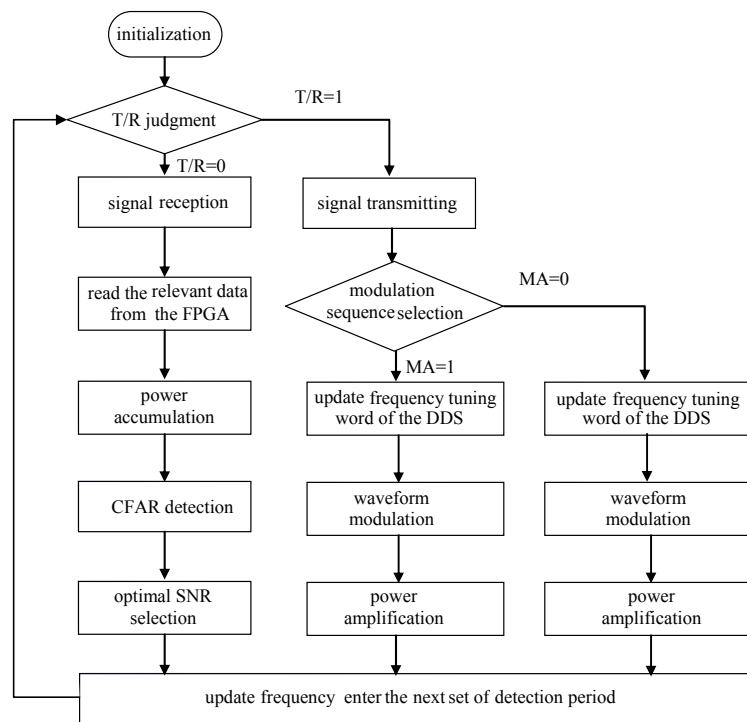 initialization
T/R=1
T/R judgment
T/R=0
signal reception
signal transmitting
read the relevant data
from the FPGA
modulation
sequence selection
MA=0
MA=1
power
accumulation
update frequency tuning
word of the DDS
update frequency tuning
word of the DDS
CFAR detection
waveform
modulation
waveform
modulation
optimal SNR
selection
power
amplification
power
amplification
update frequency enter the next set of detection period